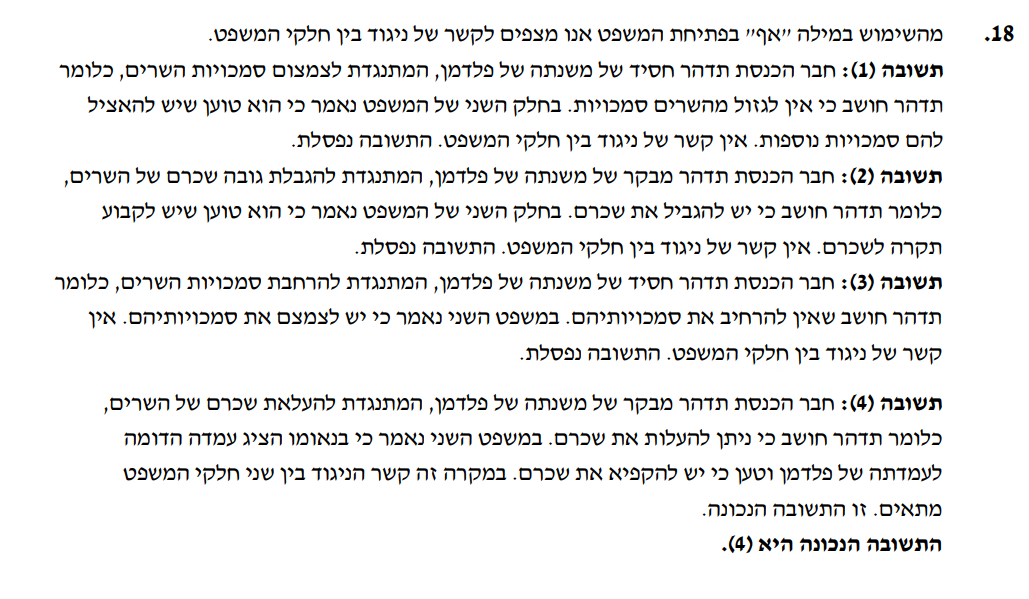 18. מהשימוש במילה "אף" בפתיחת המשפט אנו מצפים לקשר של ניגוד בין חלקי המשפט.
תשובה (1): חבר הכנסת תדהר חסיד של משנתה של פלדמן, המתנגדת לצמצום סמכויות השרים, כלומר
תדהר חושב כי אין לגזול מהשרים סמכויות. בחלק השני של המשפט נאמר כי הוא טוען שיש להאציל
להם סמכויות נוספות. אין קשר של ניגוד בין חלקי המשפט. התשובה נפסלת.
תשובה (2): חבר הכנסת תדהר מבקר של משנתה של פלדמן, המתנגדת להגבלת גובה שכרם של השרים,
כלומר תדהר חושב כי יש להגביל את שכרם. בחלק השני של המשפט נאמר כי הוא טוען שיש לקבוע
תקרה לשכרם. אין קשר של ניגוד בין חלקי המשפט. התשובה נפסלת.
תשובה (3): חבר הכנסת תדהר חסיד של משנתה של פלדמן, המתנגדת להרחבת סמכויות השרים, כלומר
תדהר חושב שאין להרחיב את סמכויותיהם. במשפט השני נאמר כי יש לצמצם את סמכויותיהם. אין
קשר של ניגוד בין חלקי המשפט. התשובה נפסלת.
תשובה (4): חבר הכנסת תדהר מבקר של משנתה של פלדמן, המתנגדת להעלאת שכרם של השרים,
כלומר תדהר חושב כי ניתן להעלות את שכרם. במשפט השני נאמר כי בנאומו הציג עמדה הדומה
לעמדתה של פלדמן וטען כי יש להקפיא את שכרם. במקרה זה קשר הניגוד בין שני חלקי המשפט
מתאים. זו התשובה הנכונה.
התשובה הנכונה היא (4).